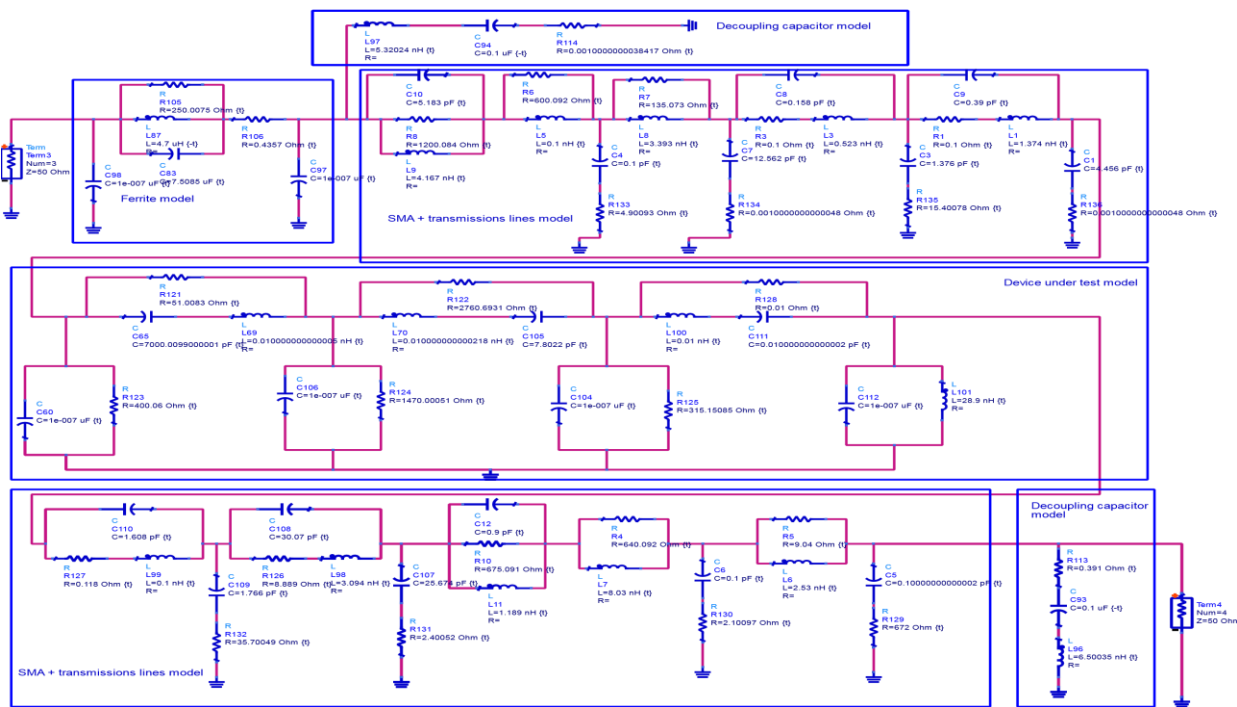 L
L97
L=5.32024 nH {t}
R=
C
C94
C=0.1 uF {-t}
R
R114
R=0.0010000000038417 Ohm {t}
Decoupling capacitor model
Term
Term3
Num=3
Z=50 Ohm
C
C98
C=1e-007 uF {t}
R
R105
R=250.0075 Ohm {t}
L
L87
L=4.7 uH {-t}
R=
C
C83
C=7.5085 uF {t}
R
R106
R=0.4357 Ohm {t}
C
C97
C=1e-007 uF {t}
Ferrite model
C
C10
C=5.183 pF {t}
R
R8
R=1200.084 Ohm {t}
L
L9
L=4.167 nH {t}
R=
R
R6
R=600.092 Ohm {t}
L
L5
L=0.1 nH {t}
R=
C
C4
C=0.1 pF {t}
R
R133
R=4.90093 Ohm {t}
R
R7
R=135.073 Ohm {t}
L
L8
L=3.393 nH {t}
R=
C
C7
C=12.562 pF {t}
R
R134
R=0.0010000000000048 Ohm {t}
C
C8
C=0.158 pF {t}
R
R3
R=0.1 Ohm {t}
L
L3
L=0.523 nH {t}
R=
C
C3
C=1.376 pF {t}
R
R135
R=15.40078 Ohm {t}
C
C9
C=0.39 pF {t}
R
R1
R=0.1 Ohm {t}
L
L1
L=1.374 nH {t}
R=
C
C1
C=4.456 pF {t}
R
R136
R=0.0010000000000048 Ohm {t}
SMA + transmissions lines model
Device under test model
R
R121
R=51.0083 Ohm {t}
C
C65
C=7000.0099000001 pF {t}
L
L69
L=0.010000000000005 nH {t}
R=
R
R122
R=2760.6931 Ohm {t}
L
L70
L=0.010000000000218 nH {t}
R=
C
C105
C=7.8022 pF {t}
R
R128
R=0.01 Ohm {t}
L
L100
L=0.01 nH {t}
R=
C
C111
C=0.010000000000002 pF {t}
C
C60
C=1e-007 uF {t}
R
R123
R=400.06 Ohm {t}
C
C106
C=1e-007 uF {t}
R
R124
R=1470.00051 Ohm {t}
C
C104
C=1e-007 uF {t}
R
R125
R=315.15085 Ohm {t}
C
C112
C=1e-007 uF {t}
L
L101
L=28.9 nH {t}
R=
C
C110
C=1.608 pF {t}
R
R127
R=0.118 Ohm {t}
L
L99
L=0.1 nH {t}
R=
C
C109
C=1.766 pF {t}
R
R132
R=35.70049 Ohm {t}
C
C108
C=30.07 pF {t}
R
R126
R=8.889 Ohm {t}
L
L98
L=3.094 nH {t}
R=
C
C107
C=25.674 pF {t}
R
R131
R=2.40052 Ohm {t}
C
C12
C=0.9 pF {t}
R
R10
R=675.091 Ohm {t}
L
L11
L=1.189 nH {t}
R=
R
R4
R=640.092 Ohm {t}
L
L7
L=8.03 nH {t}
R=
C
C6
C=0.1 pF {t}
R
R130
R=2.10097 Ohm {t}
R
R5
R=9.04 Ohm {t}
L
L6
L=2.53 nH {t}
R=
C
C5
C=0.10000000000002 pF {t}
R
R129
R=672 Ohm {t}
SMA + transmissions lines model
Decoupling capacitor
model
R
R113
R=0.391 Ohm {t}
C
C93
C=0.1 uF {-t}
L
L96
L=6.50035 nH {t}
R=
Term
Term4
Num=4
Z=50 Ohm